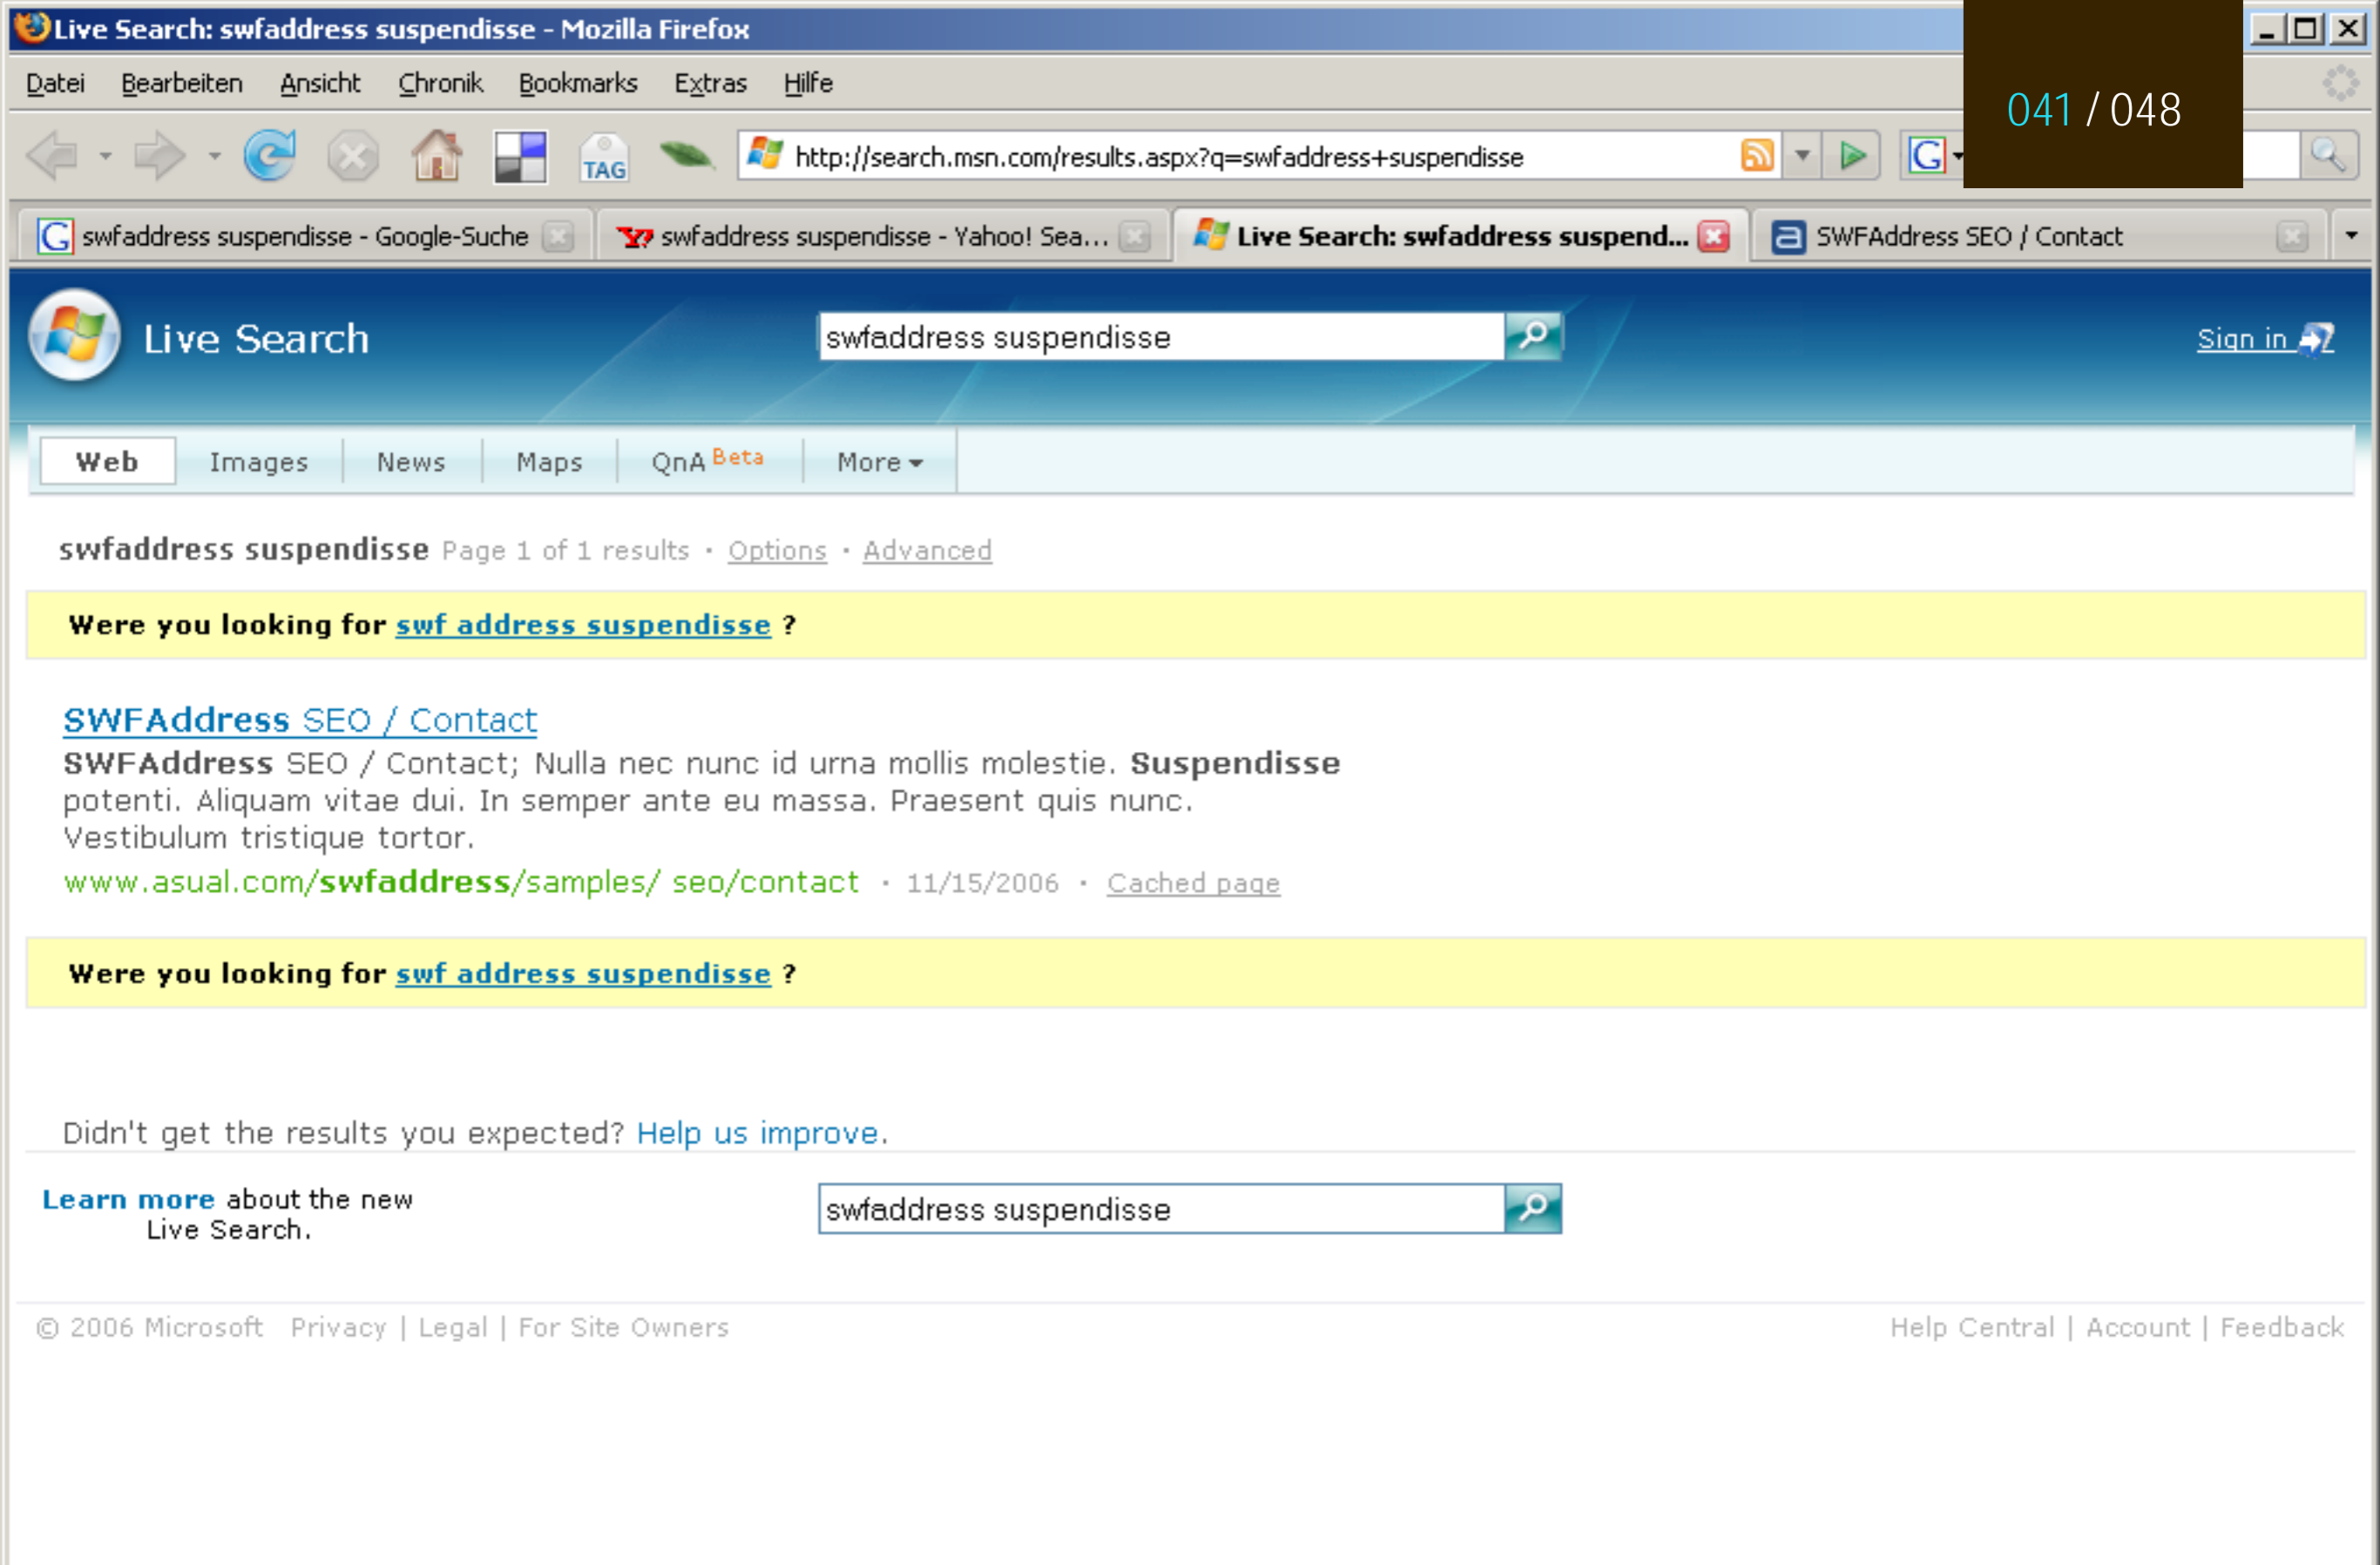 Live Search: swfaddress suspendisse - Mozilla Firefox
Datei Bearbeiten Ansicht Chronik Bookmarks Extras Hilfe
041 / 048
TAG http://search.msn.com/results.aspx?q=swfaddress+suspendisse G
G swfaddress suspendisse - Google-Suche Y! swfaddress suspendisse - Yahoo! Sea... Live Search: swfaddress suspend... a SWFAddress SEO / Contact
Live Search swfaddress suspendisse Sign in
Web Images News Maps QnA Beta More
swfaddress suspendisse Page 1 of 1 results · Options · Advanced
Were you looking for swf address suspendisse ?
SWFAddress SEO / Contact
SWFAddress SEO / Contact; Nulla nec nunc id urna mollis molestie. Suspendisse
potenti. Aliquam vitae dui. In semper ante eu massa. Praesent quis nunc.
Vestibulum tristique tortor.
www.asual.com/swfaddress/samples/ seo/contact · 11/15/2006 · Cached page
Were you looking for swf address suspendisse ?
Didn't get the results you expected? Help us improve.
Learn more about the new
Live Search.
swfaddress suspendisse
© 2006 Microsoft Privacy | Legal | For Site Owners Help Central | Account | Feedback